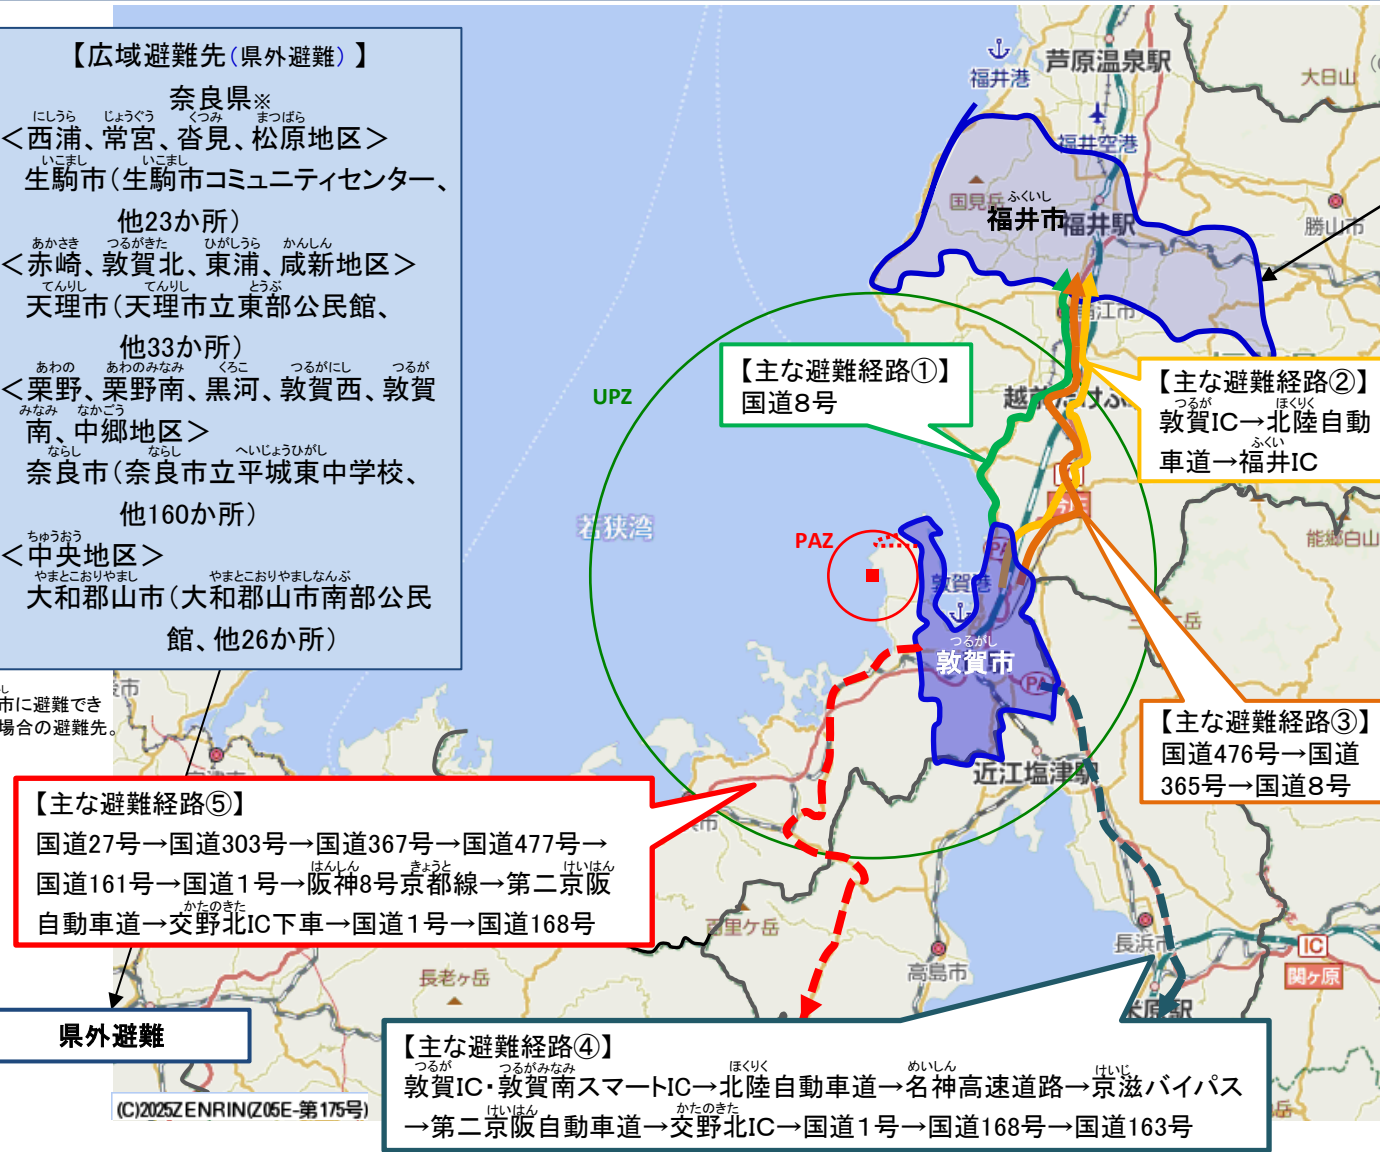 【広域避難先(県外避難)】
奈良県※
<西浦、常宮、沓見、松原地区>
にしうら じょうぐう くつみ まつばら
生駒市(生駒市コミュニティセンター、
いこまし いこまし
他23か所)
<赤崎、敦賀北、東浦、咸新地区>
あかさき つるがきた ひがしうら かんしん
天理市(天理市立東部公民館、
てんりし てんりし とうぶ
他33か所)
<粟野、粟野南、黒河、敦賀西、敦賀
あわの あわのみなみ くろこ つるがにし つるが
南、中郷地区>
みなみ なかごう
奈良市(奈良市立平城東中学校、
ならし ならし へいじょうひがし
他160か所)
<中央地区>
ちゅうおう
大和郡山市(大和郡山市南部公民
やまとこおりやまし やまとこおりやましなんぶ
館、他26か所)
市に避難でき
場合の避難先。
県外避難
【主な避難経路①】
国道8号
【主な避難経路②】
敦賀IC→北陸自動
つるが ほくりく
車道→福井IC
ふくい
【主な避難経路③】
国道476号→国道
365号→国道8号
【主な避難経路⑤】
国道27号→国道303号→国道367号→国道477号→
国道161号→国道1号→阪神8号京都線→第二京阪
はんしん きょうと けいはん
自動車道→交野北IC下車→国道1号→国道168号
かたのきた
【主な避難経路④】
敦賀IC・敦賀南スマートIC→北陸自動車道→名神高速道路→京滋バイパス
つるが つるがみなみ ほくりく めいしん けいじ
→第二京阪自動車道→交野北IC→国道1号→国道168号→国道163号
けいはん かたのきた
UPZ
PAZ
福井港
芦原温泉駅
大日山
福井空港
国見岳
ふくいし
福井市
福井駅
勝山市
鯖江市
若狭湾
敦賀港
つるがし
敦賀市
PA
能郷白山
近江塩津駅
百里ケ岳
長老ヶ岳
高島市
長浜市
米原駅
IC
関ヶ原
(C)2025ZENRIN(Z05E-第175号)